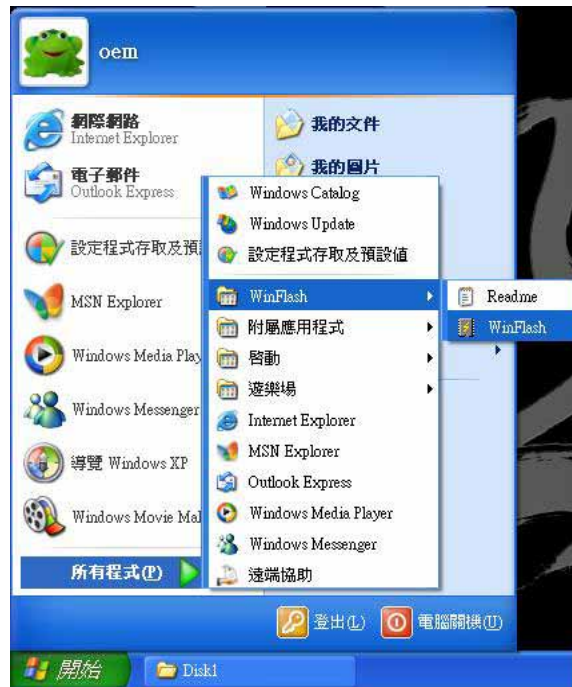 oem
網際網路
Internet Explorer
電子郵件
Outlook Express
設定程式存取及預
MSN Explorer
Windows Media Play
Windows Messenger
導覽 Windows XP
Windows Movie Mal
所有程式(P)
我的文件
我的圖片
Windows Catalog
Windows Update
設定程式存取及預設值
WinFlash
附屬應用程式
啓動
遊樂場
Internet Explorer
MSN Explorer
Outlook Express
Windows Media Player
Windows Messenger
遠端協助
Readme
WinFlash
登出(L)
電腦關機(U)
開始
Disk1